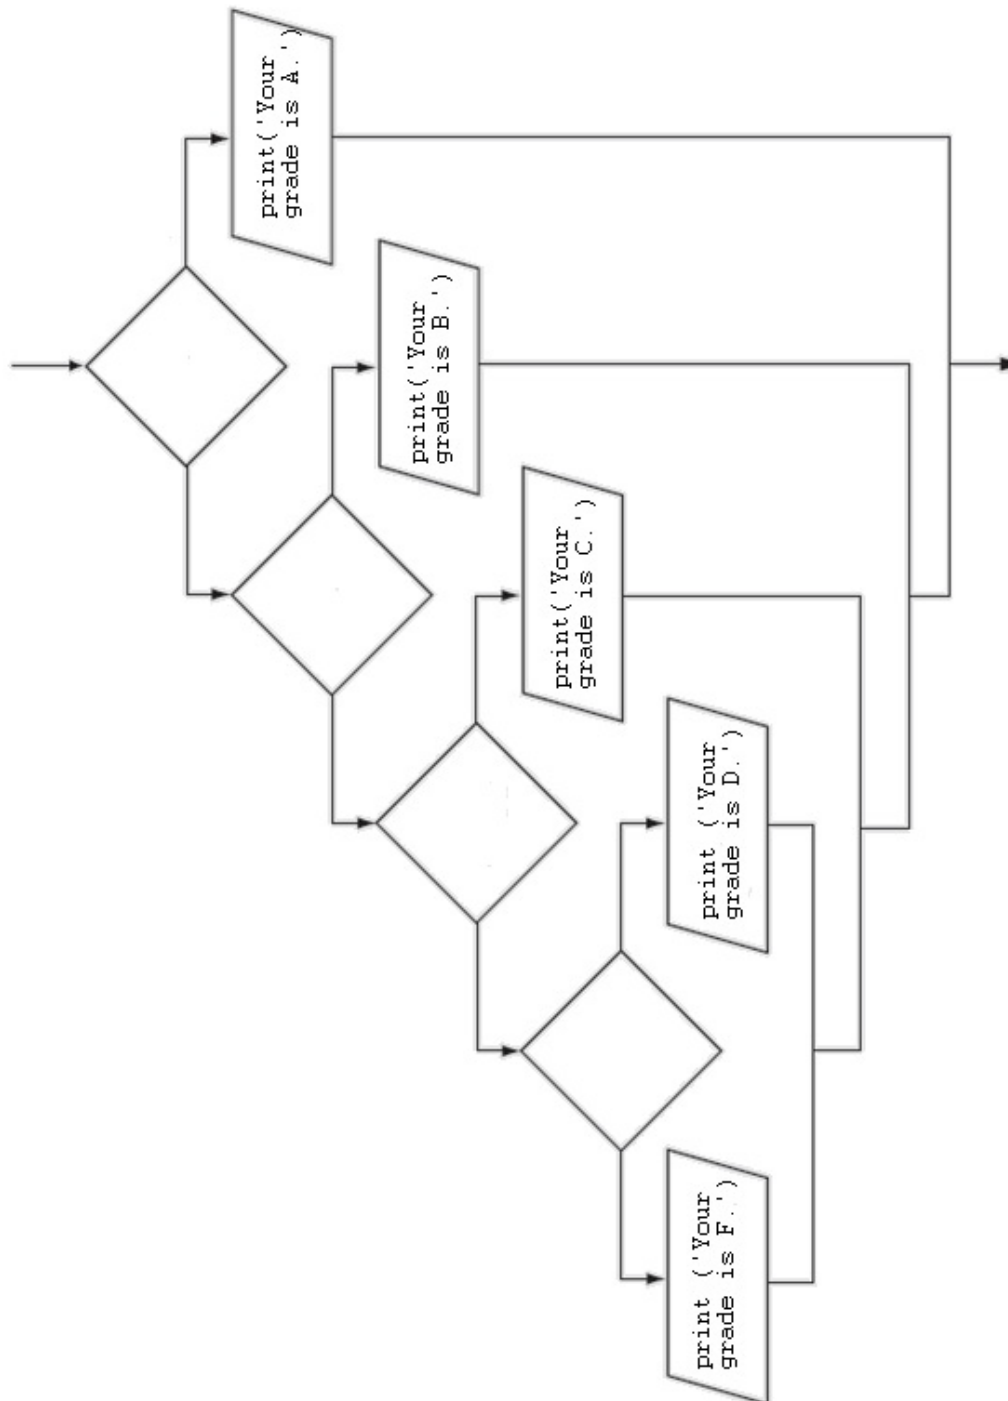 print('Your
grade is A.')
print('Your
grade is B.')
print('Your
grade is C.')
print ('Your
grade is F.')
print ('Your
grade is D.')